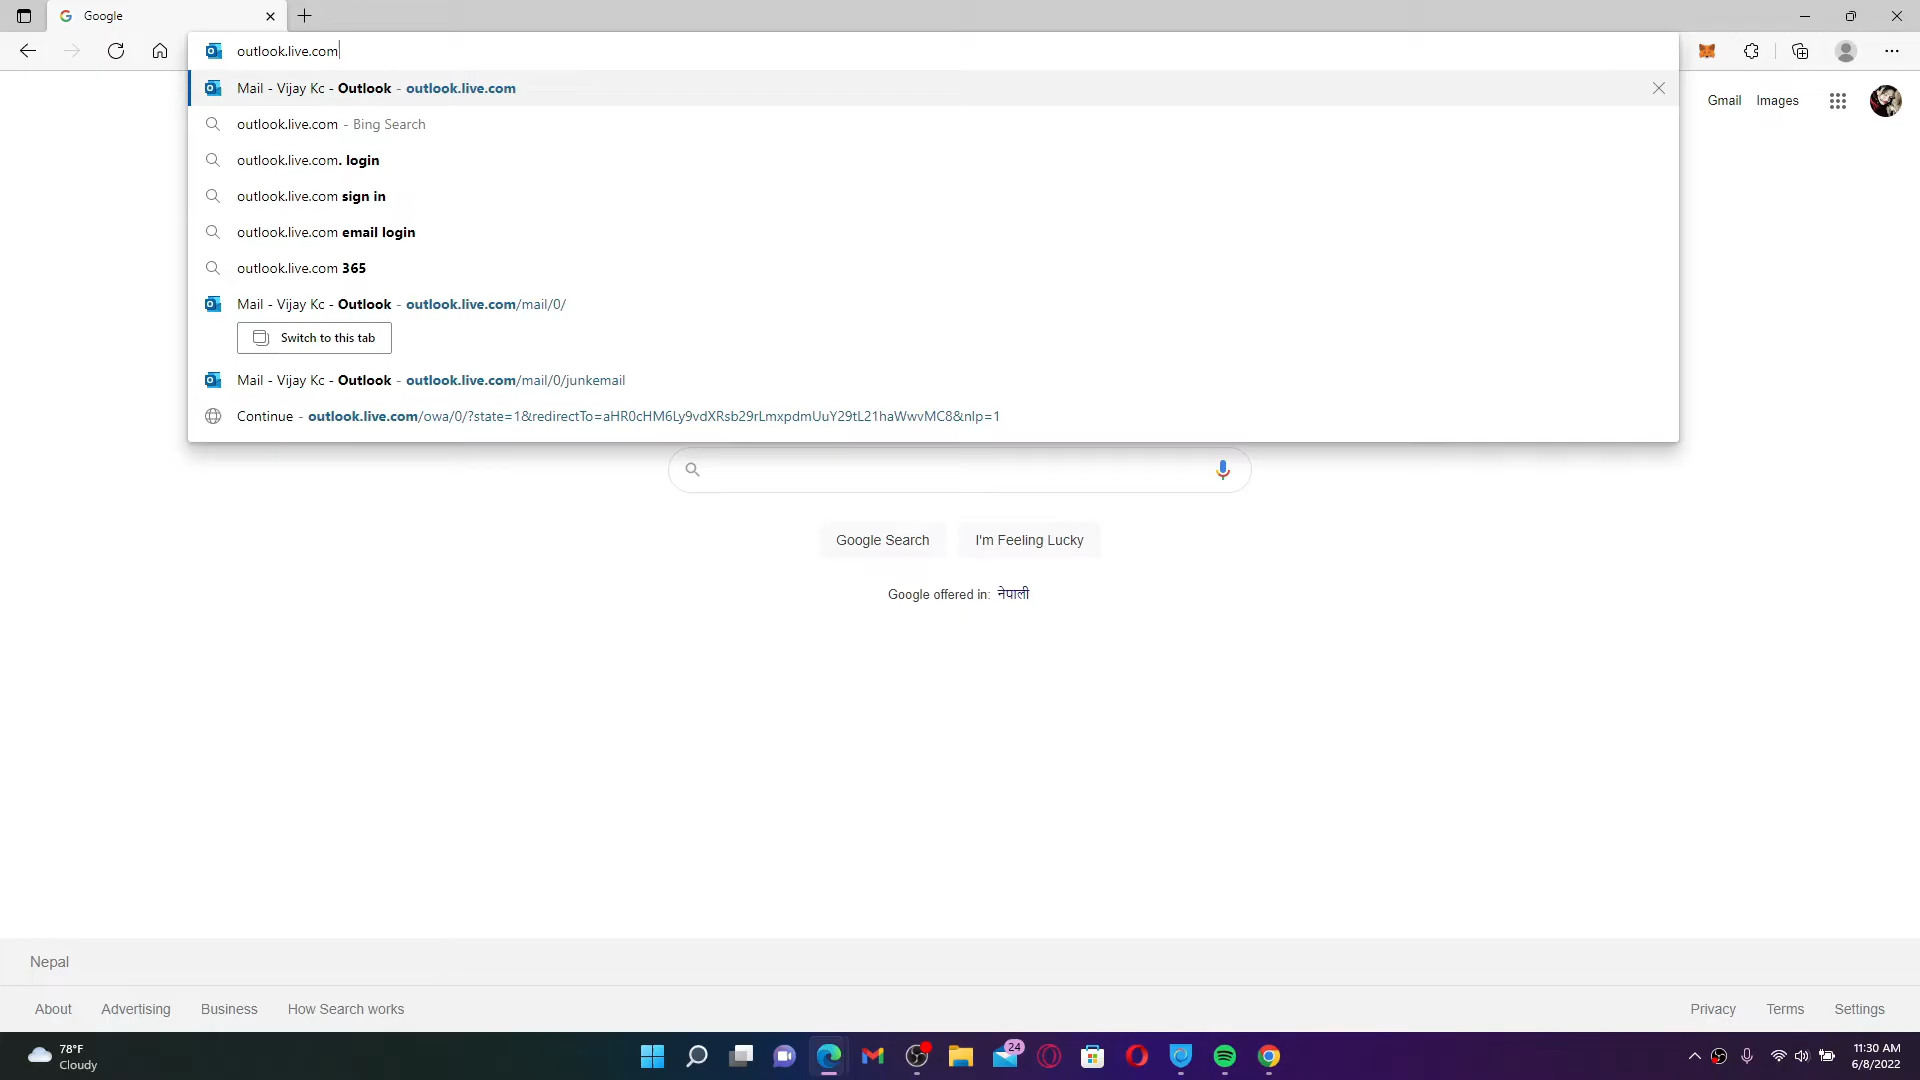 Google
outlook.live.com
Mail - Vijay Kc - Outlook - outlook.live.com
outlook.live.com - Bing Search
outlook.live.com. login
outlook.live.com sign in
outlook.live.com email login
outlook.live.com 365
Mail - Vijay Kc - Outlook - outlook.live.com/mail/0/
Switch to this tab
Mail - Vijay Kc - Outlook - outlook.live.com/mail/0/junkemail
Continue - outlook.live.com/owa/0/?state=1&redirectTo=aHR0cHM6Ly9vdXRsb29rLmxpdmUuY29tL21haWwvMC8&nlp=1
Gmail Images
Google Search I'm Feeling Lucky
Google offered in: नेपाली
Nepal
About Advertising Business How Search works Privacy Terms Settings
78°F
Cloudy
24
11:30 AM
6/8/2022